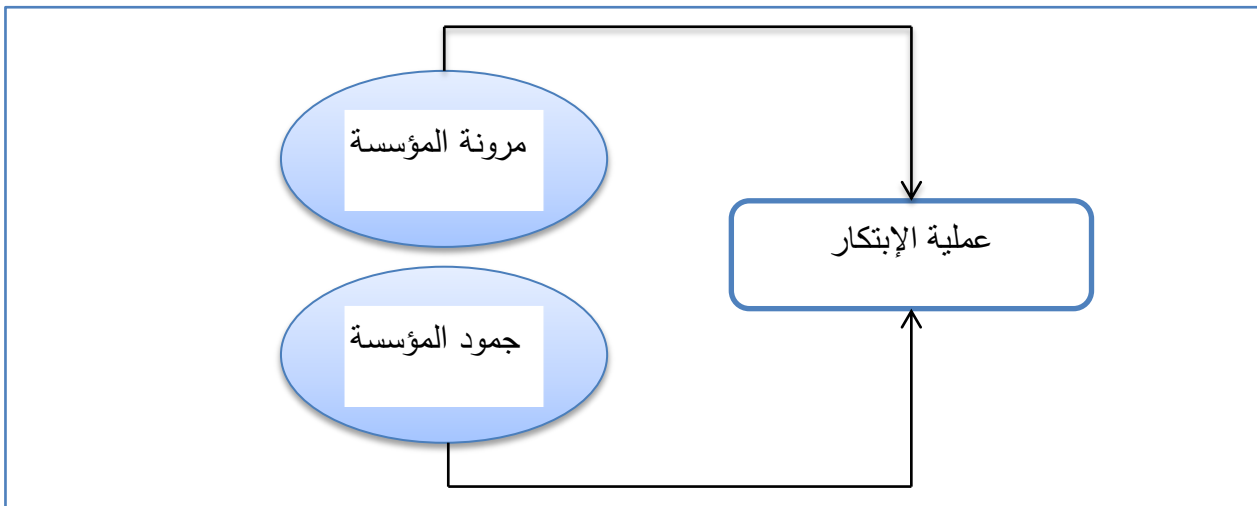 مرونة المؤسسة
عملية الإبتكار
جمود المؤسسة